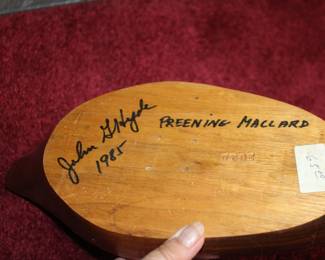 John G Hyde
1985
PREENING MALLARD